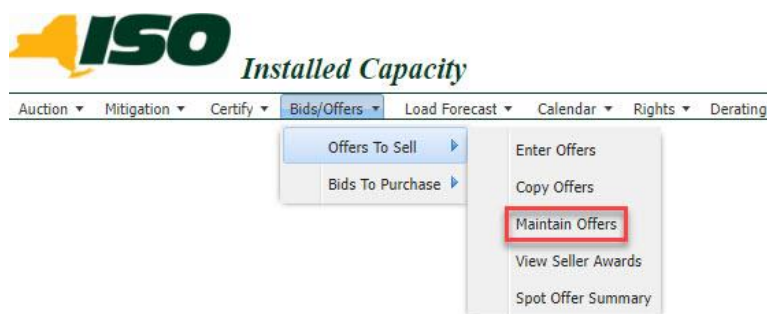 ISO
Installed Capacity
Auction Mitigation Certify Bids/Offers Load Forecast Calendar Rights Derating
Offers To Sell
Enter Offers
Bids To Purchase
Copy Offers
Maintain Offers
View Seller Awards
Spot Offer Summary